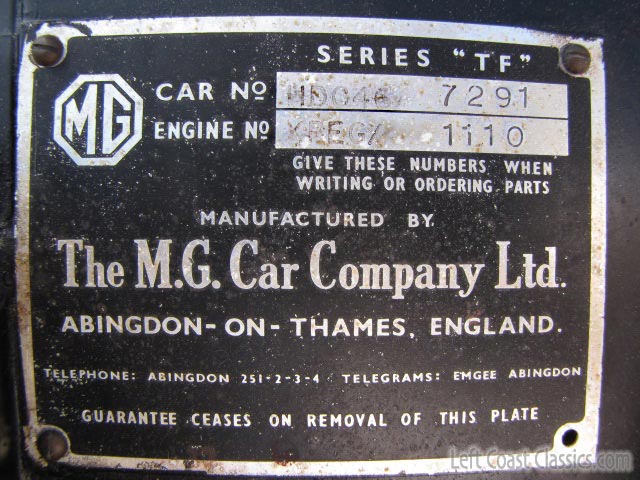 SERIES "TF"
MG
CAR Nº HDC46 7291
ENGINE Nº XPEG/ 1110
GIVE THESE NUMBERS WHEN
WRITING OR ORDERING PARTS
MANUFACTURED BY
The M.G. Car Company Ltd.
ABINGDON-ON-THAMES, ENGLAND.
TELEPHONE: ABINGDON 251-2-3-4 TELEGRAMS: EMGEE ABINGDON
GUARANTEE CEASES ON REMOVAL OF THIS PLATE
Left Coast Classics.com